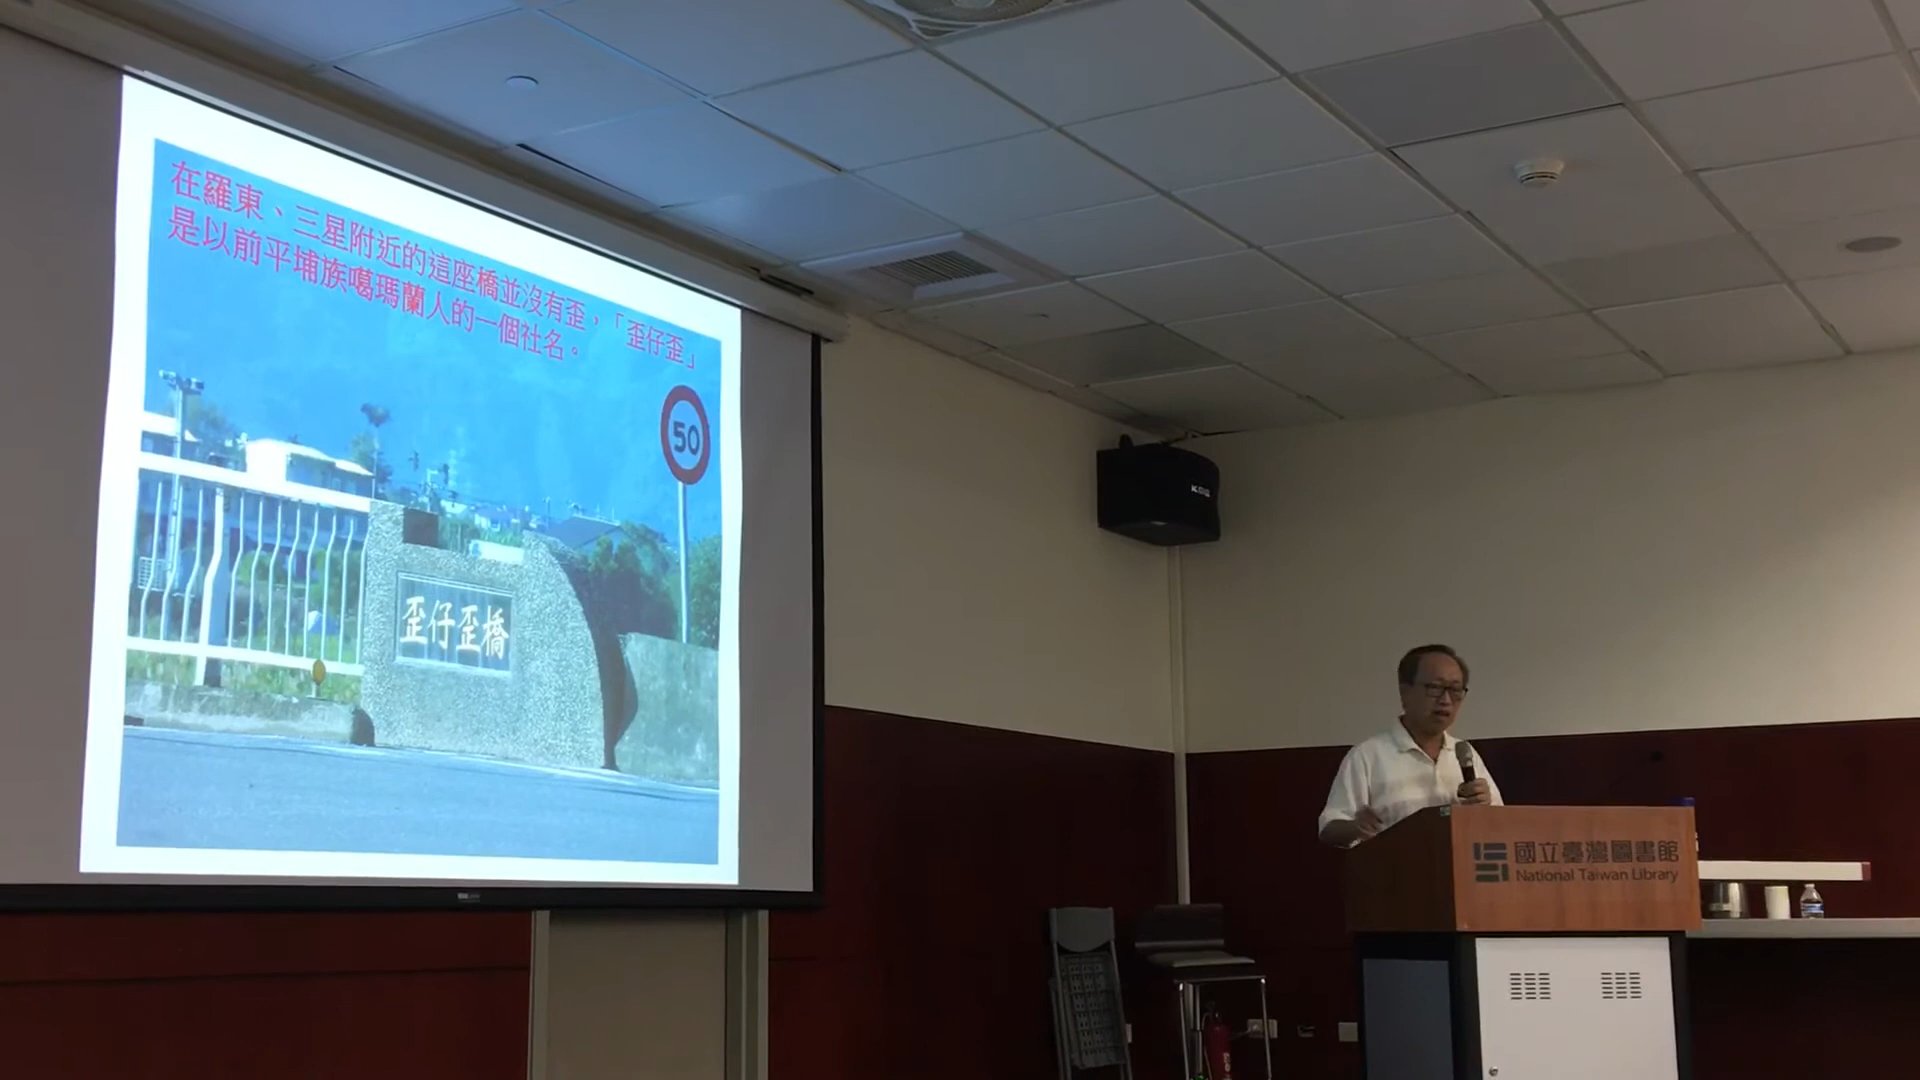 在羅東、三星附近的這座橋並沒有歪，「歪仔歪」
是以前平埔族噶瑪蘭人的一個社名。
50
歪仔歪橋
國立臺灣圖書館
National Taiwan Library